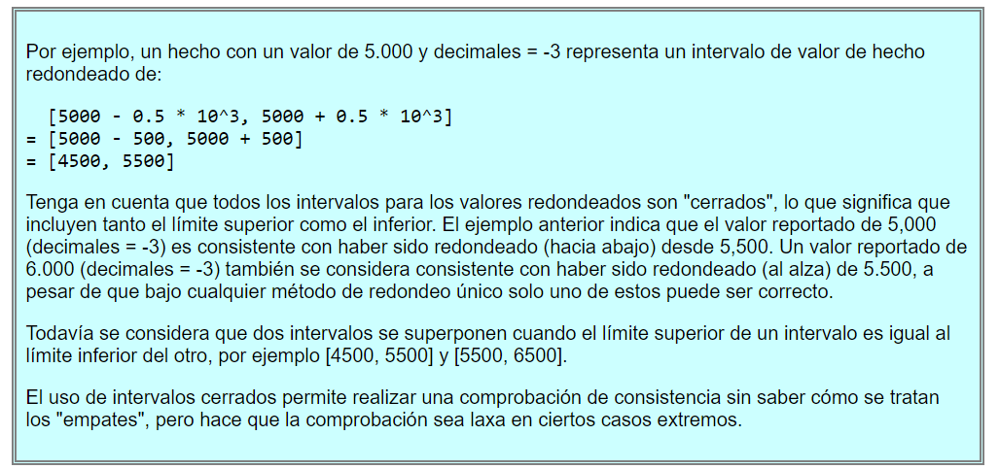 Por ejemplo, un hecho con un valor de 5.000 y decimales = -3 representa un intervalo de valor de hecho
redondeado de:
[5000 - 0.5 * 10^3, 5000 + 0.5 * 10^3]
= [5000 - 500, 5000 + 500]
= [4500, 5500]
Tenga en cuenta que todos los intervalos para los valores redondeados son "cerrados", lo que significa que
incluyen tanto el límite superior como el inferior. El ejemplo anterior indica que el valor reportado de 5,000
(decimales = -3) es consistente con haber sido redondeado (hacia abajo) desde 5,500. Un valor reportado de
6.000 (decimales = -3) también se considera consistente con haber sido redondeado (al alza) de 5.500, a
pesar de que bajo cualquier método de redondeo único solo uno de estos puede ser correcto.
Todavía se considera que dos intervalos se superponen cuando el límite superior de un intervalo es igual al
límite inferior del otro, por ejemplo [4500, 5500] y [5500, 6500].
El uso de intervalos cerrados permite realizar una comprobación de consistencia sin saber cómo se tratan
los "empates", pero hace que la comprobación sea laxa en ciertos casos extremos.